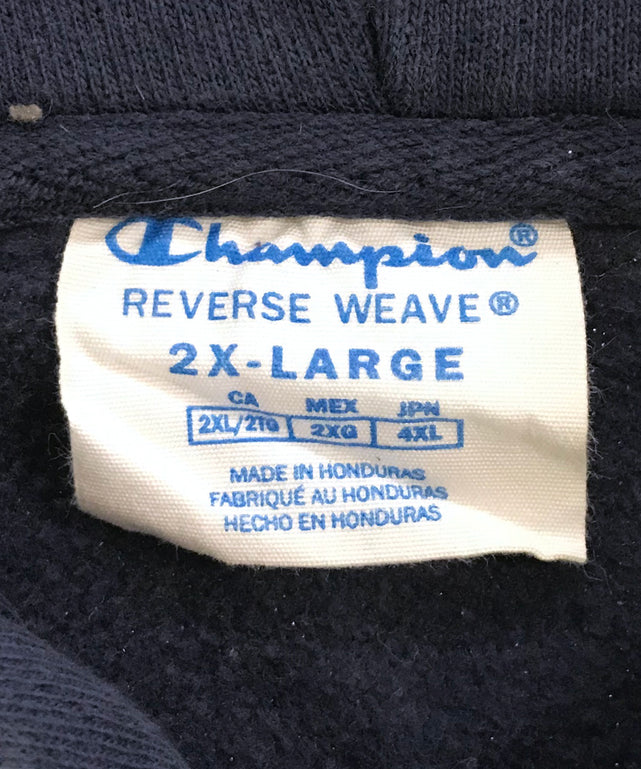 Champion®
REVERSE WEAVE®
2X-LARGE
CA MEX JPN
2XL/2TG 2XG 4XL
MADE IN HONDURAS
FABRIQUÉ AU HONDURAS
HECHO EN HONDURAS